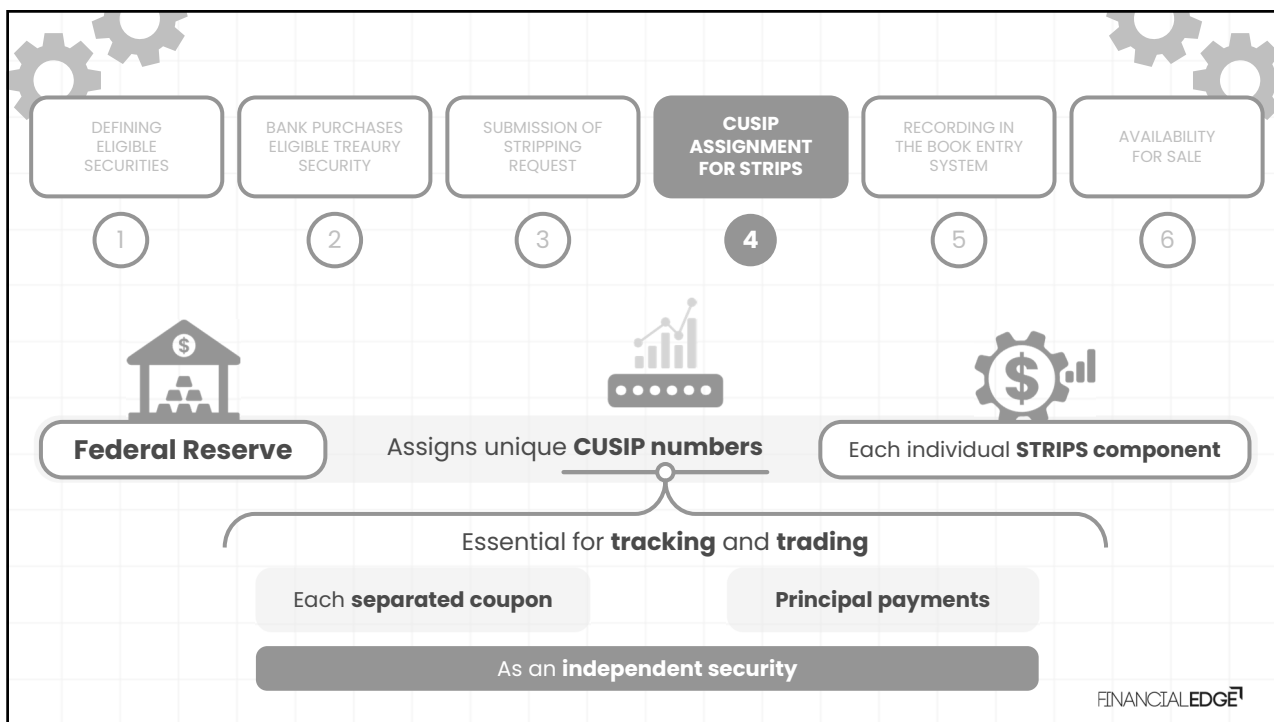 DEFINING
ELIGIBLE
SECURITIES
BANK PURCHASES
ELIGIBLE TREAURY
SECURITY
SUBMISSION OF
STRIPPING
REQUEST
CUSIP
ASSIGNMENT
FOR STRIPS
RECORDING IN
THE BOOK ENTRY
SYSTEM
AVAILABILITY
FOR SALE
1
2
3
4
5
6
$
$
Federal Reserve
Assigns unique CUSIP numbers
Each individual STRIPS component
Essential for tracking and trading
Each separated coupon
Principal payments
As an independent security
FINANCIALEDGE